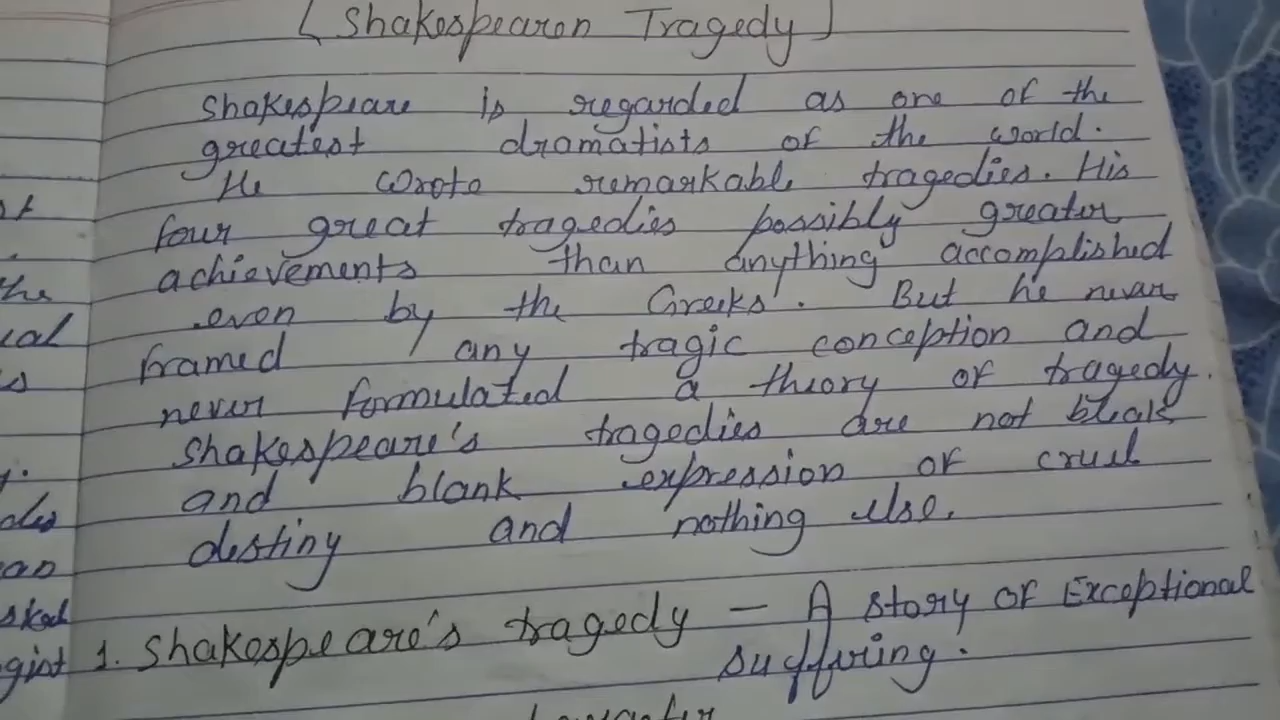 [Shakespearen Tragedy]
Shakespeare is regarded as one of the
greatest dramatists of the world.
He wrote remarkable tragedies. His
four great tragedies possibly greater
achievements than anything accomplished
even by the Greeks'. But he never
framed any tragic conception and
never formulated a theory of tragedy.
Shakespeare's tragedies are not bleak
and blank expression of cruel
destiny and nothing else.
1. Shakespeare's tragedy - A story of Exceptional
suffering.
the